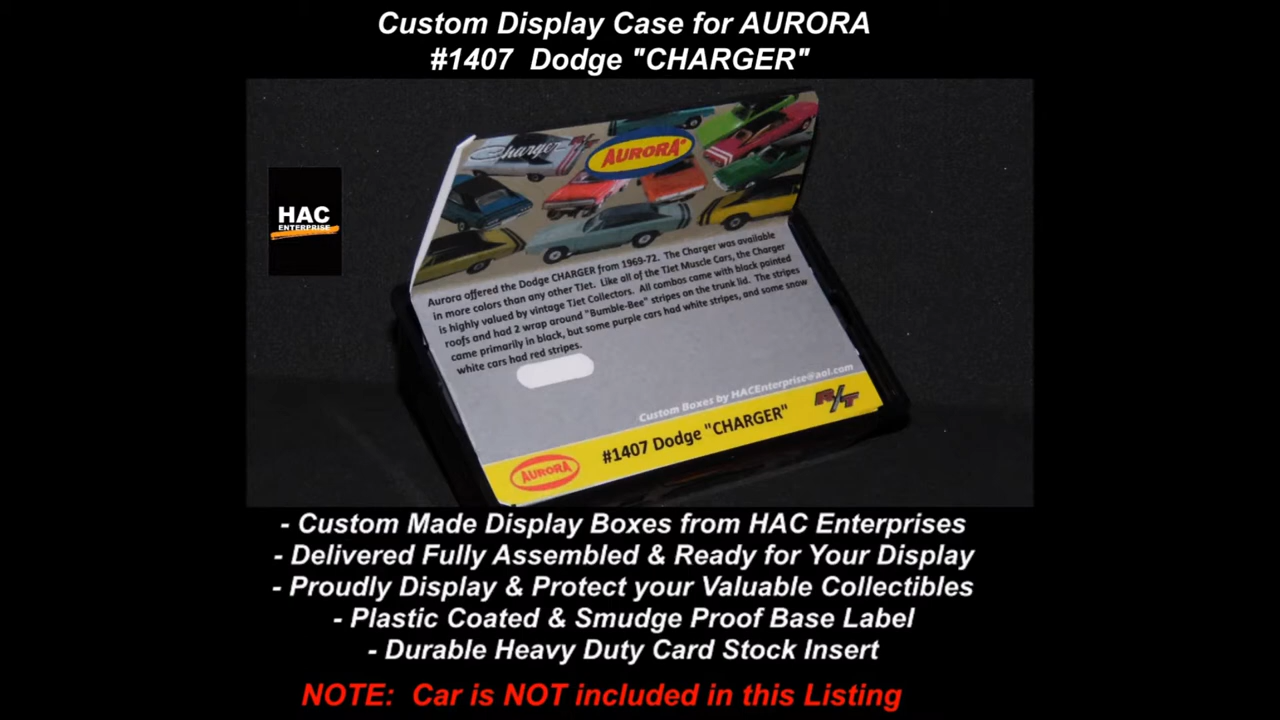 Custom Display Case for AURORA
#1407 Dodge "CHARGER"
HAC
ENTERPRISE
Charger R/T
AURORA
Aurora offered the Dodge CHARGER from 1969-72. The Charger was available
in more colors than any other TJet. Like all of the TJet Muscle Cars, the Charger
is highly valued by vintage TJet Collectors. All combos came with black painted
roofs and had 2 wrap around "Bumble-Bee" stripes on the trunk lid. The stripes
came primarily in black, but some purple cars had white stripes, and some snow
white cars had red stripes.
Custom Boxes by HACEnterprise@aol.com
AURORA
#1407 Dodge "CHARGER"
R/T
- Custom Made Display Boxes from HAC Enterprises
- Delivered Fully Assembled & Ready for Your Display
- Proudly Display & Protect your Valuable Collectibles
- Plastic Coated & Smudge Proof Base Label
- Durable Heavy Duty Card Stock Insert
NOTE: Car is NOT included in this Listing